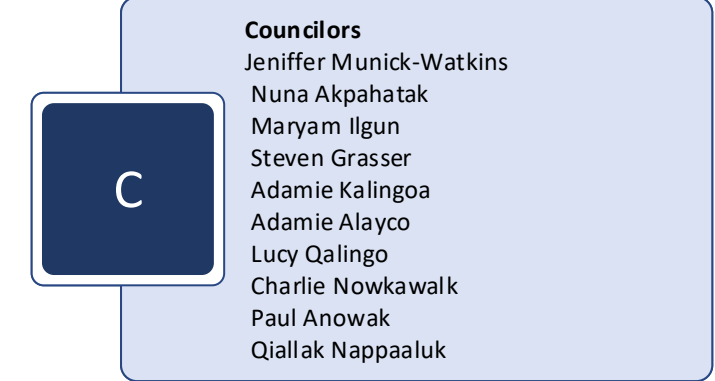 C
Councilors
Jeniffer Munick-Watkins
Nuna Akpahatak
Maryam Ilgun
Steven Grasser
Adamie Kalingoa
Adamie Alayco
Lucy Qalingo
Charlie Nowkawalk
Paul Anowak
Qiallak Nappaaluk